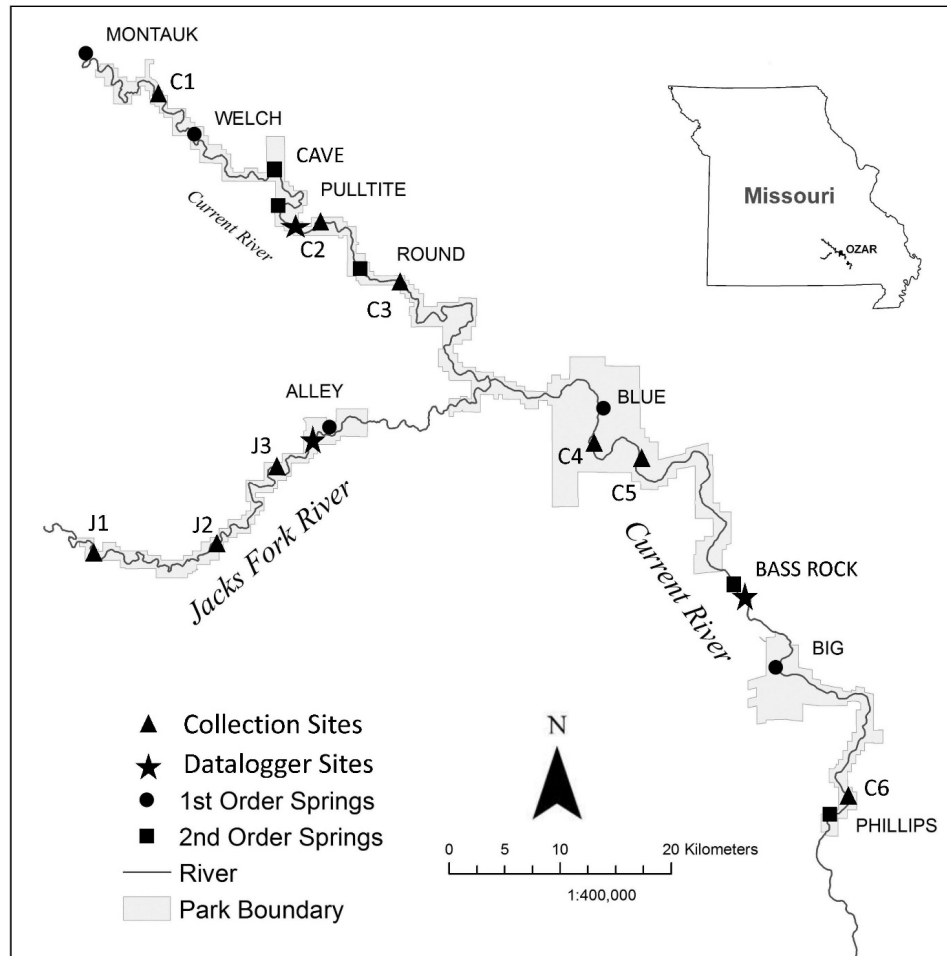 MONTAUK
C1
WELCH
CAVE
PULLTITE
Current River
C2
ROUND
C3
Missouri
OZAR
ALLEY
BLUE
J3
C4
C5
J1
J2
Jacks Fork River
Current River
BASS ROCK
BIG
C6
PHILLIPS
Collection Sites
Datalogger Sites
1st Order Springs
2nd Order Springs
River
Park Boundary
N
0 5 10 20 Kilometers
1:400,000